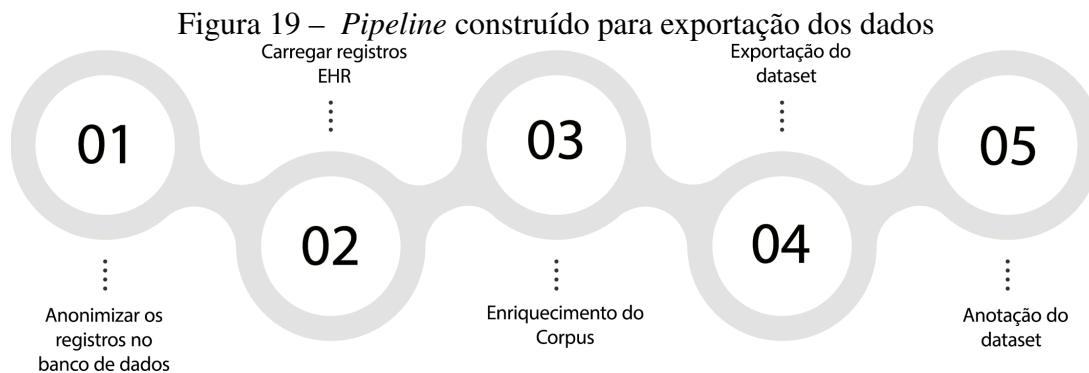 Figura 19 – Pipeline construído para exportação dos dados
Carregar registros
EHR
Exportação do
dataset
01
02
03
04
05
Anonimizar os
registros no
banco de dados
Enriquecimento do
Corpus
Anotação do
dataset